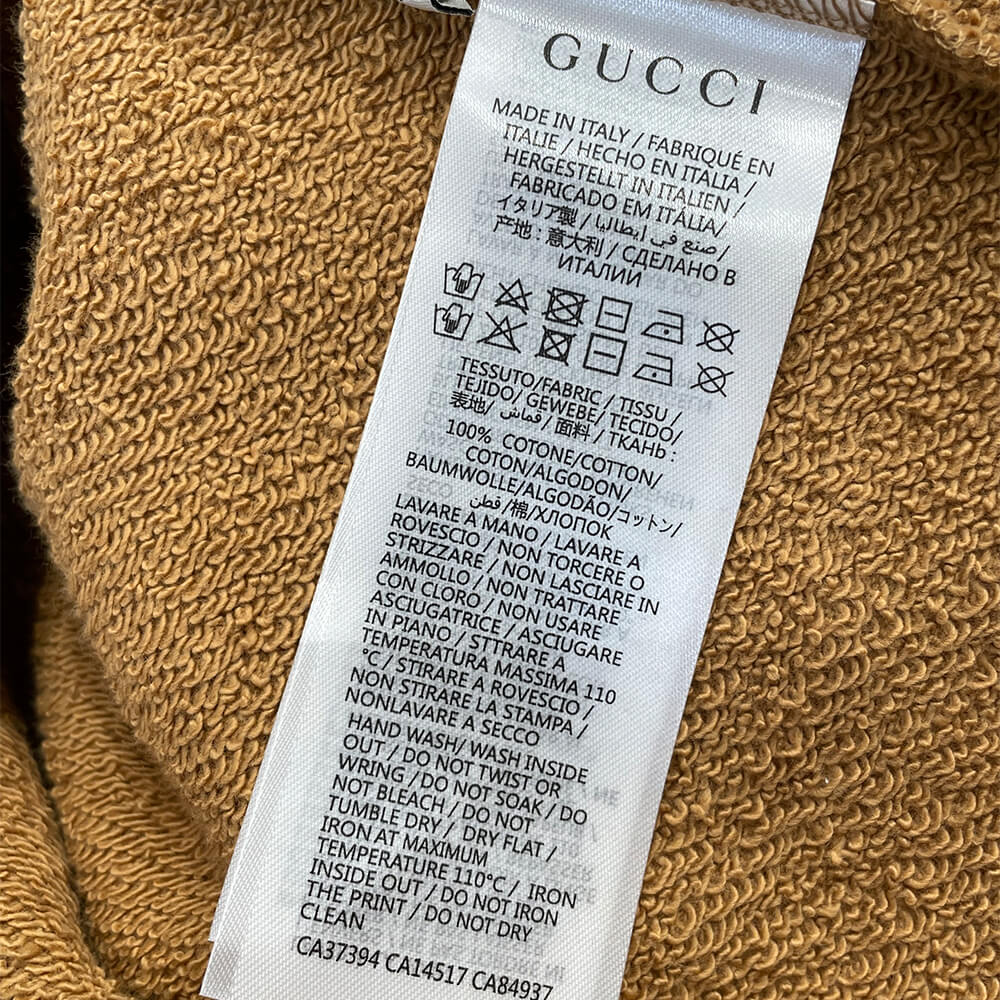 GUCCI
MADE IN ITALY / FABRIQUÉ EN
ITALIE / HECHO EN ITALIA /
HERGESTELLT IN ITALIEN /
FABRICADO EM ITÁLIA/
イタリア製 / صنع في إيطاليا /
产地 : 意大利 / СДЕЛАНО В
ИТАЛИИ
TESSUTO/FABRIC / TISSU /
TEJIDO/ GEWEBE/ TECIDO/
表地/ قماش /面料 / ТКАНЬ :
100% COTONE/COTTON/
COTON/ALGODON/
BAUMWOLLE/ALGODÃO/コットン/
قطن /棉/ХЛОПОК
LAVARE A MANO / LAVARE A
ROVESCIO / NON TORCERE O
STRIZZARE / NON LASCIARE IN
AMMOLLO / NON TRATTARE
CON CLORO / NON USARE
ASCIUGATRICE / ASCIUGARE
IN PIANO / STTRARE A
TEMPERATURA MASSIMA 110
°C / STIRARE A ROVESCIO /
NON STIRARE LA STAMPA /
NONLAVARE A SECCO
HAND WASH/ WASH INSIDE
OUT / DO NOT TWIST OR
WRING / DO NOT SOAK / DO
NOT BLEACH / DO NOT
TUMBLE DRY / DRY FLAT /
IRON AT MAXIMUM
TEMPERATURE 110°C / IRON
INSIDE OUT / DO NOT IRON
THE PRINT / DO NOT DRY
CLEAN
CA37394 CA14517 CA84937